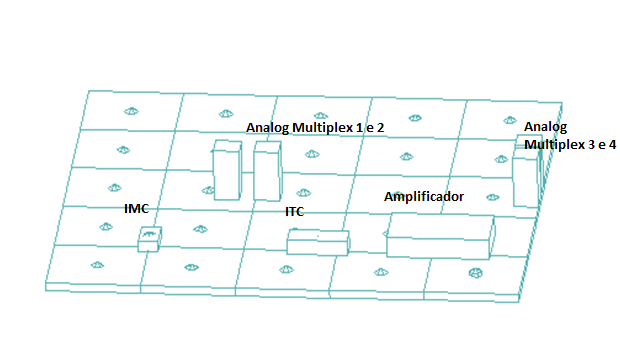 Analog Multiplex 1 e 2
Analog
Multiplex 3 e 4
Amplificador
IMC
ITC